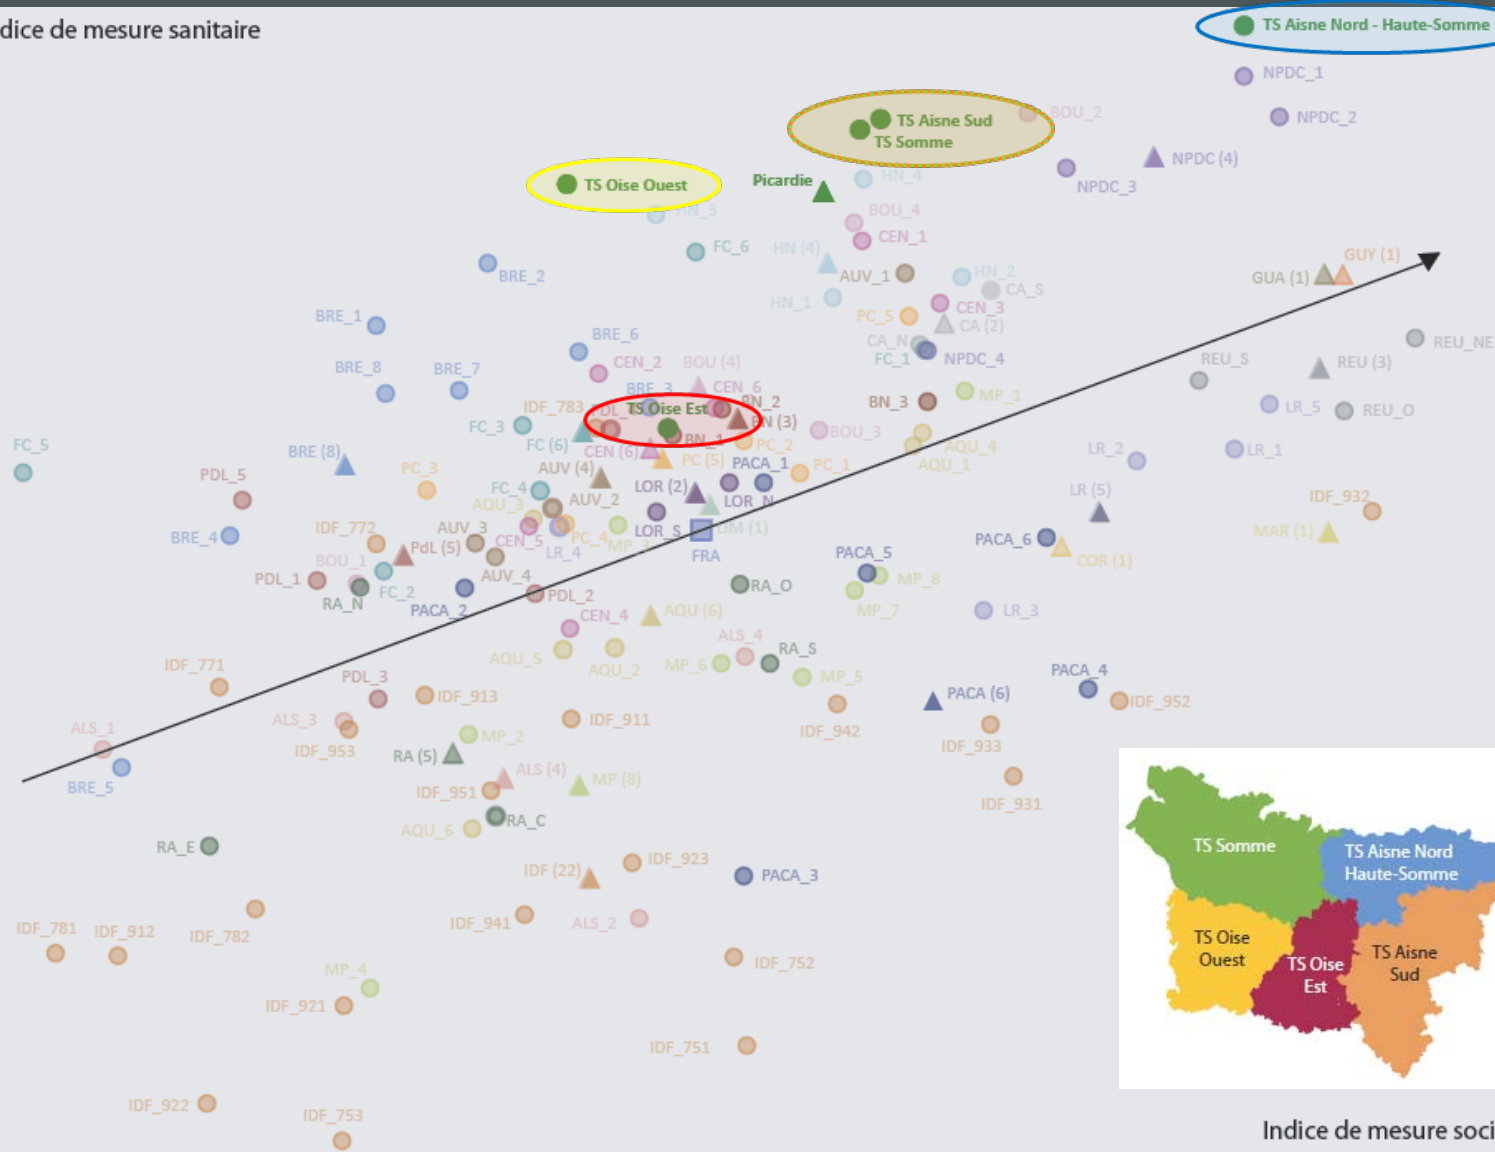 dice de mesure sanitaire
TS Aisne Nord - Haute-Somme
NPDC_1
BOU_2
NPDC_2
TS Aisne Sud
TS Somme
NPDC (4)
NPDC_3
TS Oise Ouest
Picardie
HN_4
HN_3
BOU_4
CEN_1
FC_6
HN (4)
GUY (1)
BRE_2
AUV_1
HN_2
GUA (1)
CA_S
HN_1
CEN_3
BRE_1
PC_5
CA (2)
BRE_6
CA_N
REU_NE
FC_1
NPDC_4
REU_S
REU (3)
BRE_8
BRE_7
CEN_2
BOU (4)
BRE_3
CEN_6
MP_1
IDF_783
PDL_
TS Oise Est
BN_2
BN_3
LR_5
REU_O
FC_3
BN (3)
BOU_3
FC_5
FC (6)
BN_1
PC_2
AQU_4
BRE (8)
CEN (6)
LR_2
LR_1
PDL_5
PC_3
AUV (4)
PC (5)
PACA_1
PC_1
AQU_1
FC_4
LOR (2)
LOR_N
LR (5)
IDF_932
AQU_3
AUV_2
BRE_4
IDF_772
AUV_3
CEN_5
PC_4
LOR_S
LIM (1)
MAR (1)
PdL (5)
LR_4
MP_3
FRA
PACA_5
PACA_6
BOU_1
COR (1)
PDL_1
FC_2
AUV_4
RA_O
MP_8
RA_N
PACA_2
PDL_2
MP_7
LR_3
CEN_4
AQU (6)
ALS_4
RA_S
AQU_5
AQU_2
MP_6
IDF_771
PDL_3
MP_5
PACA_4
IDF_913
PACA (6)
IDF_952
ALS_3
IDF_911
IDF_942
ALS_1
IDF_953
MP_2
IDF_933
RA (5)
BRE_5
IDF_951
ALS (4)
MP (8)
IDF_931
AQU_6
RA_C
RA_E
IDF (22)
IDF_923
PACA_3
IDF_781
IDF_912
IDF_782
IDF_941
ALS_2
IDF_752
MP_4
IDF_921
IDF_751
IDF_922
IDF_753
TS Somme
TS Aisne Nord
Haute-Somme
TS Oise
Ouest
TS Oise
Est
TS Aisne
Sud
Indice de mesure soci